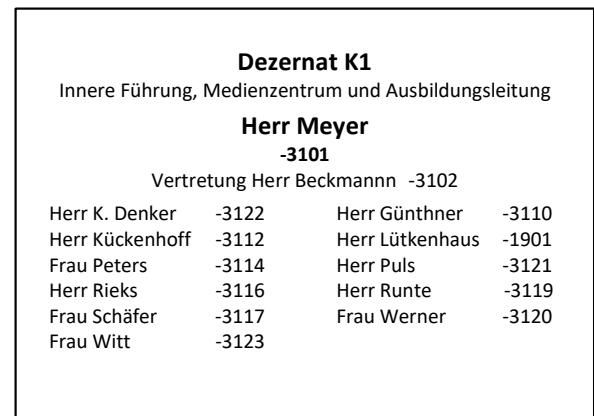 Dezernat K1
Innere Führung, Medienzentrum und Ausbildungsleitung
Herr Meyer
-3101
Vertretung Herr Beckmannn -3102
Herr K. Denker -3122 Herr Günthner -3110
Herr Kückenhoff -3112 Herr Lütkenhaus -1901
Frau Peters -3114 Herr Puls -3121
Herr Rieks -3116 Herr Runte -3119
Frau Schäfer -3117 Frau Werner -3120
Frau Witt -3123